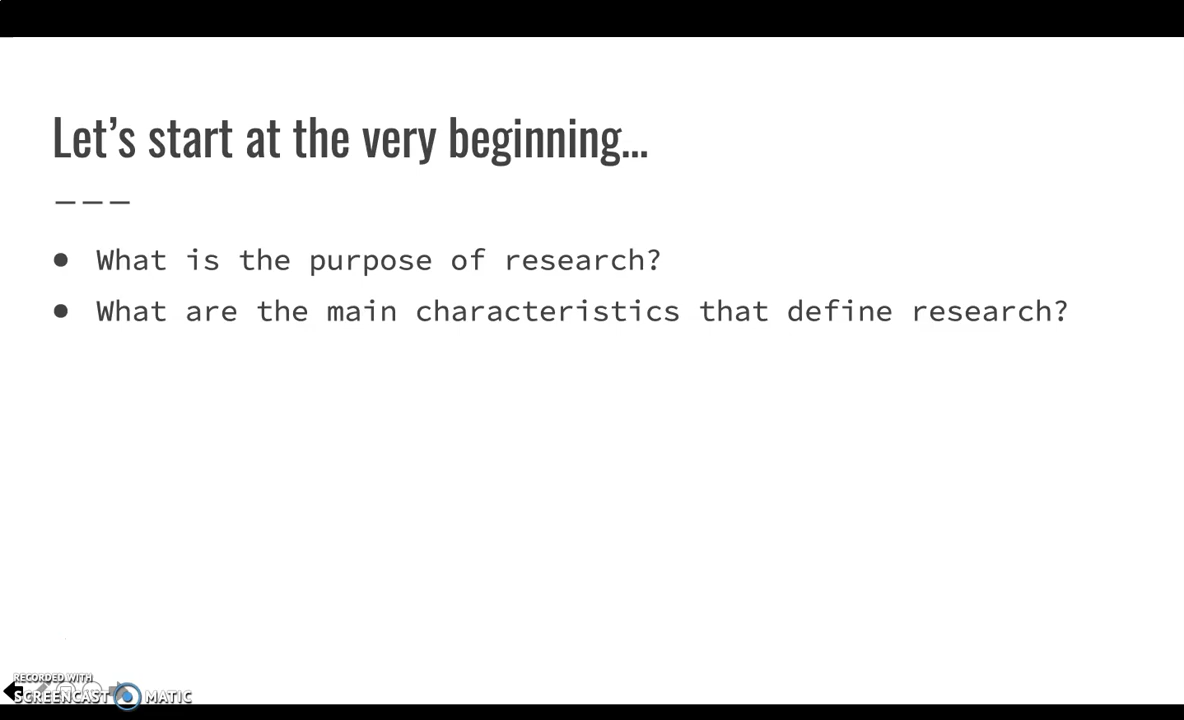 Let’s start at the very beginning...
● What is the purpose of research?
● What are the main characteristics that define research?
RECORDED WITH
SCREENCAST MATIC